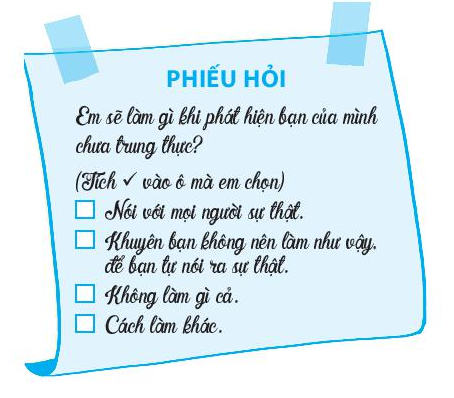 PHIẾU HỎI
Em sẽ làm gì khi phát hiện bạn của mình
chưa trung thực?
(Tích ✓ vào ô mà em chọn)
Nói với mọi người sự thật.
Khuyên bạn không nên làm như vậy.
để bạn tự nói ra sự thật.
Không làm gì cả.
Cách làm khác.